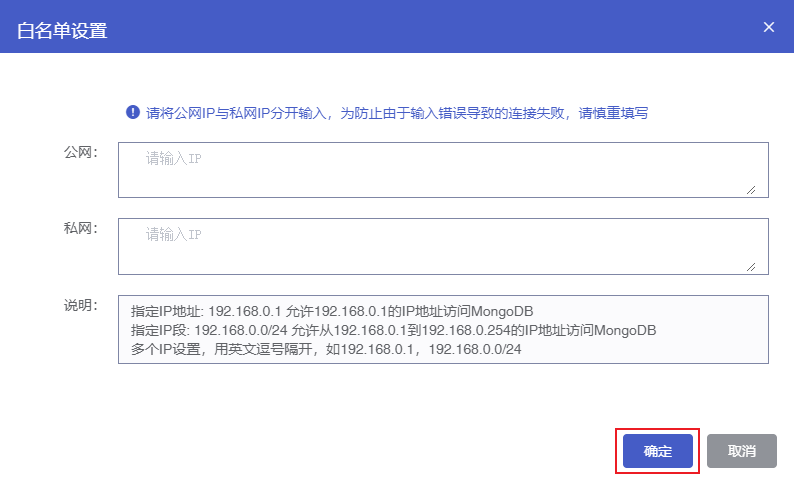 白名单设置
请将公网IP与私网IP分开输入，为防止由于输入错误导致的连接失败，请慎重填写
公网：
请输入IP
私网：
请输入IP
说明：
指定IP地址: 192.168.0.1 允许192.168.0.1的IP地址访问MongoDB
指定IP段: 192.168.0.0/24 允许从192.168.0.1到192.168.0.254的IP地址访问MongoDB
多个IP设置，用英文逗号隔开，如192.168.0.1，192.168.0.0/24
确定
取消